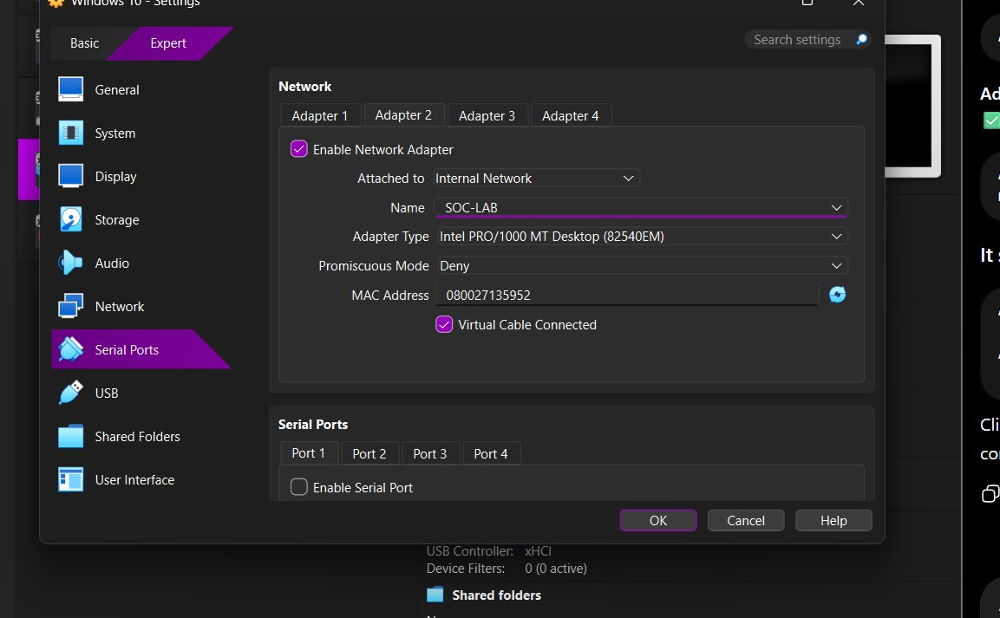 Windows 10 - Settings
Basic
Expert
Search settings
General
System
Display
Storage
Audio
Network
Serial Ports
USB
Shared Folders
User Interface
Network
Adapter 1 Adapter 2 Adapter 3 Adapter 4
Enable Network Adapter
Attached to Internal Network
Name SOC-LAB
Adapter Type Intel PRO/1000 MT Desktop (82540EM)
Promiscuous Mode Deny
MAC Address 080027135952
Virtual Cable Connected
Serial Ports
Port 1 Port 2 Port 3 Port 4
Enable Serial Port
OK Cancel Help
USB Controller: xHCI
Device Filters: 0 (0 active)
Shared folders
Ad
It
Cli